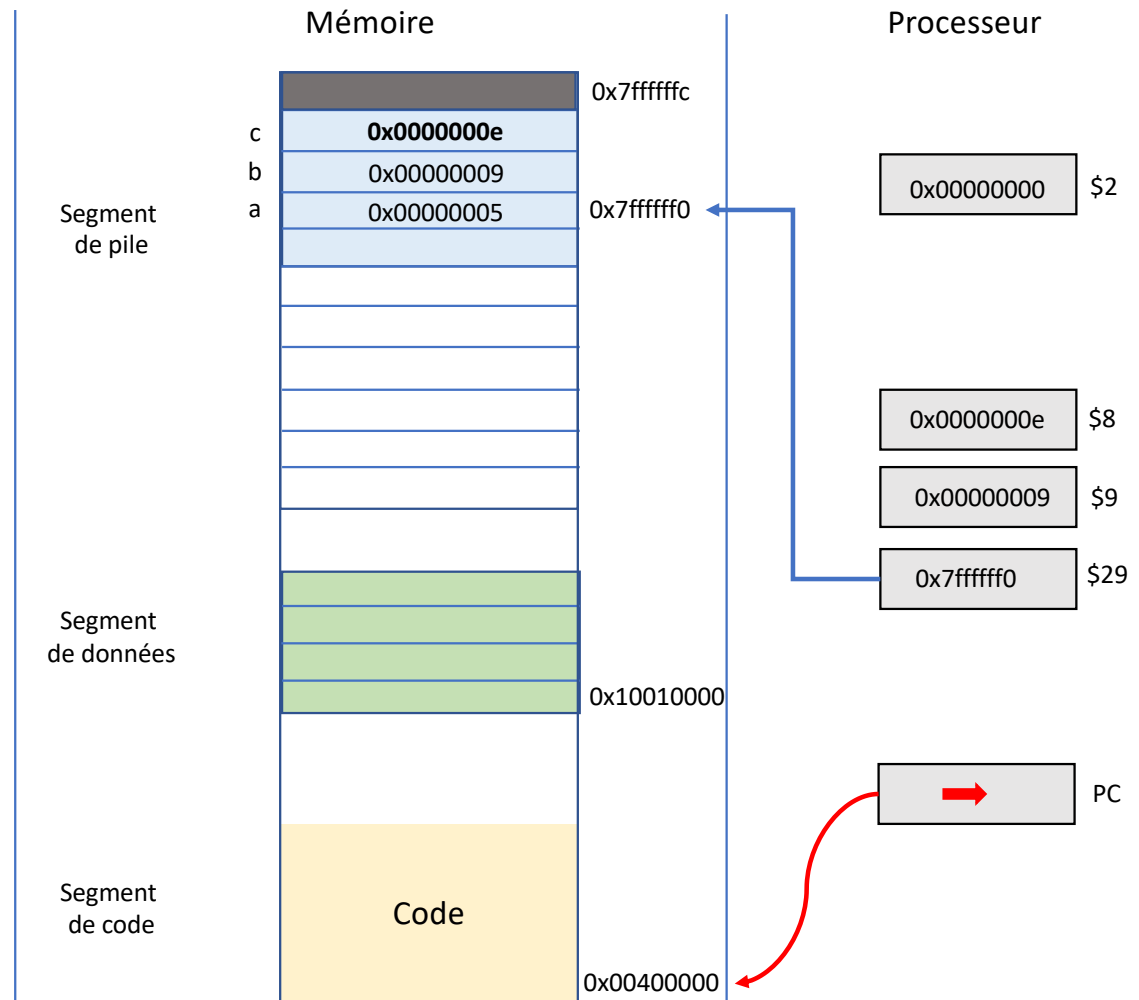 Mémoire
Processeur
0x7ffffffc
c
0x0000000e
b
0x00000009
a
0x00000005
0x7ffffff0
Segment
de pile
0x00000000
$2
0x0000000e
$8
0x00000009
$9
0x7ffffff0
$29
Segment
de données
0x10010000
PC
Segment
de code
Code
0x00400000